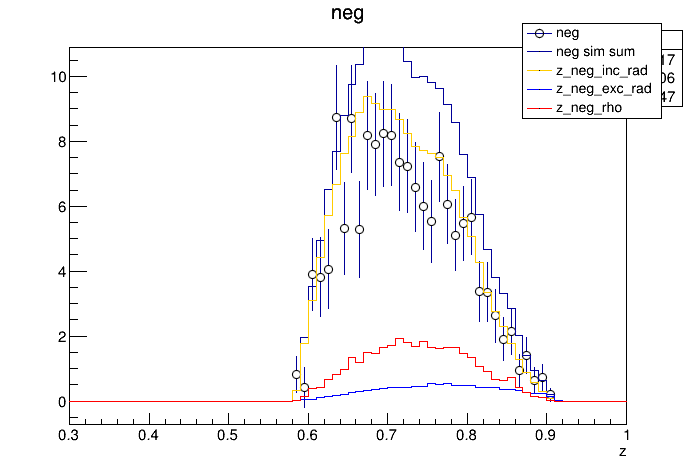 neg
neg
neg sim sum
z_neg_inc_rad
z_neg_exc_rad
z_neg_rho
17
06
47
10
8
6
4
2
0
0.3 0.4 0.5 0.6 0.7 0.8 0.9 1
z